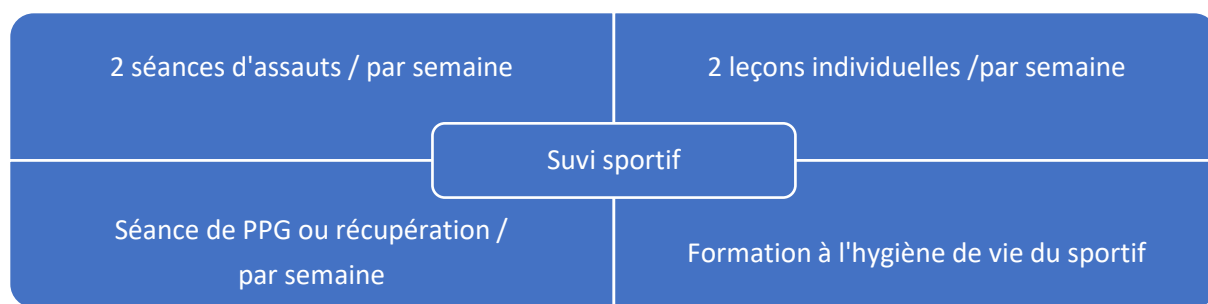 2 séances d'assauts / par semaine
2 leçons individuelles /par semaine
Suvi sportif
Séance de PPG ou récupération /
par semaine
Formation à l'hygiène de vie du sportif